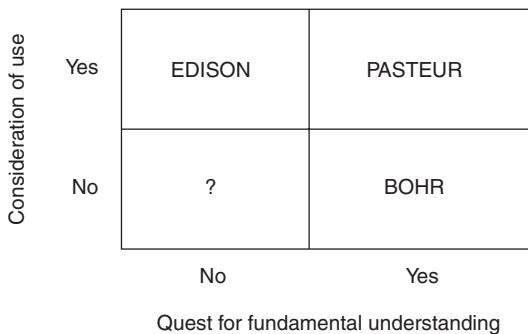 Consideration of use
Yes
EDISON
PASTEUR
No
?
BOHR
No
Yes
Quest for fundamental understanding